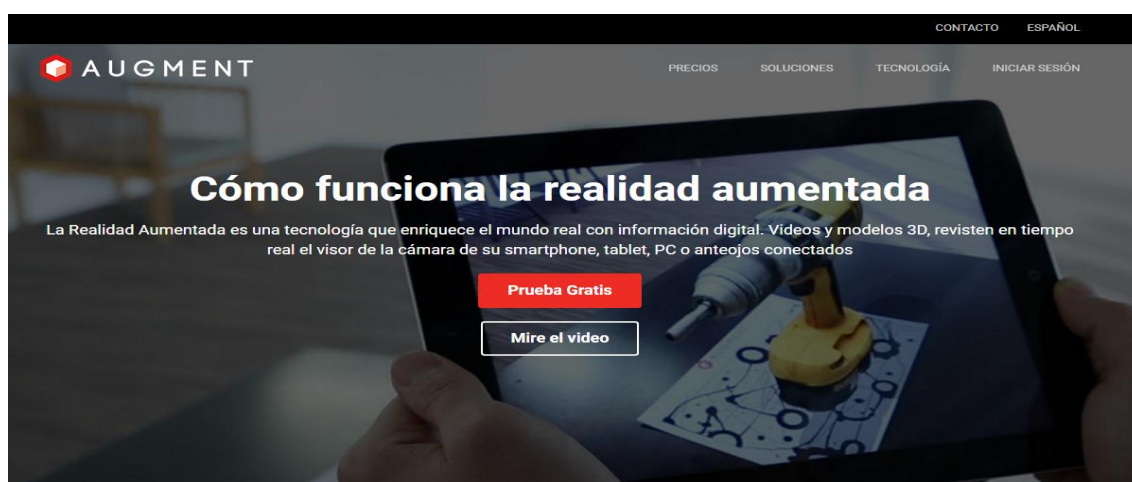 CONTACTO ESPAÑOL
AUGMENT
PRECIOS SOLUCIONES TECNOLOGÍA INICIAR SESIÓN
Cómo funciona la realidad aumentada
La Realidad Aumentada es una tecnología que enriquece el mundo real con información digital. Videos y modelos 3D, revisten en tiempo
real el visor de la cámara de su smartphone, tablet, PC o anteojos conectados
Prueba Gratis
Mire el video